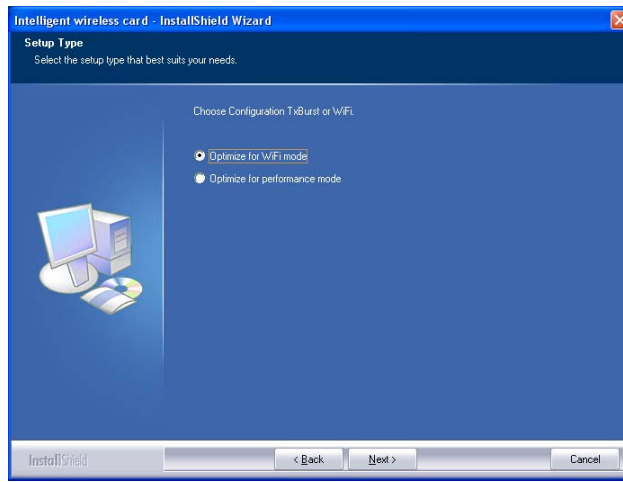 Intelligent wireless card - InstallShield Wizard
Setup Type
Select the setup type that best suits your needs.
Choose Configuration TxBurst or WiFi.
Optimize for WiFi mode
Optimize for performance mode
InstallShield
< Back
Next >
Cancel